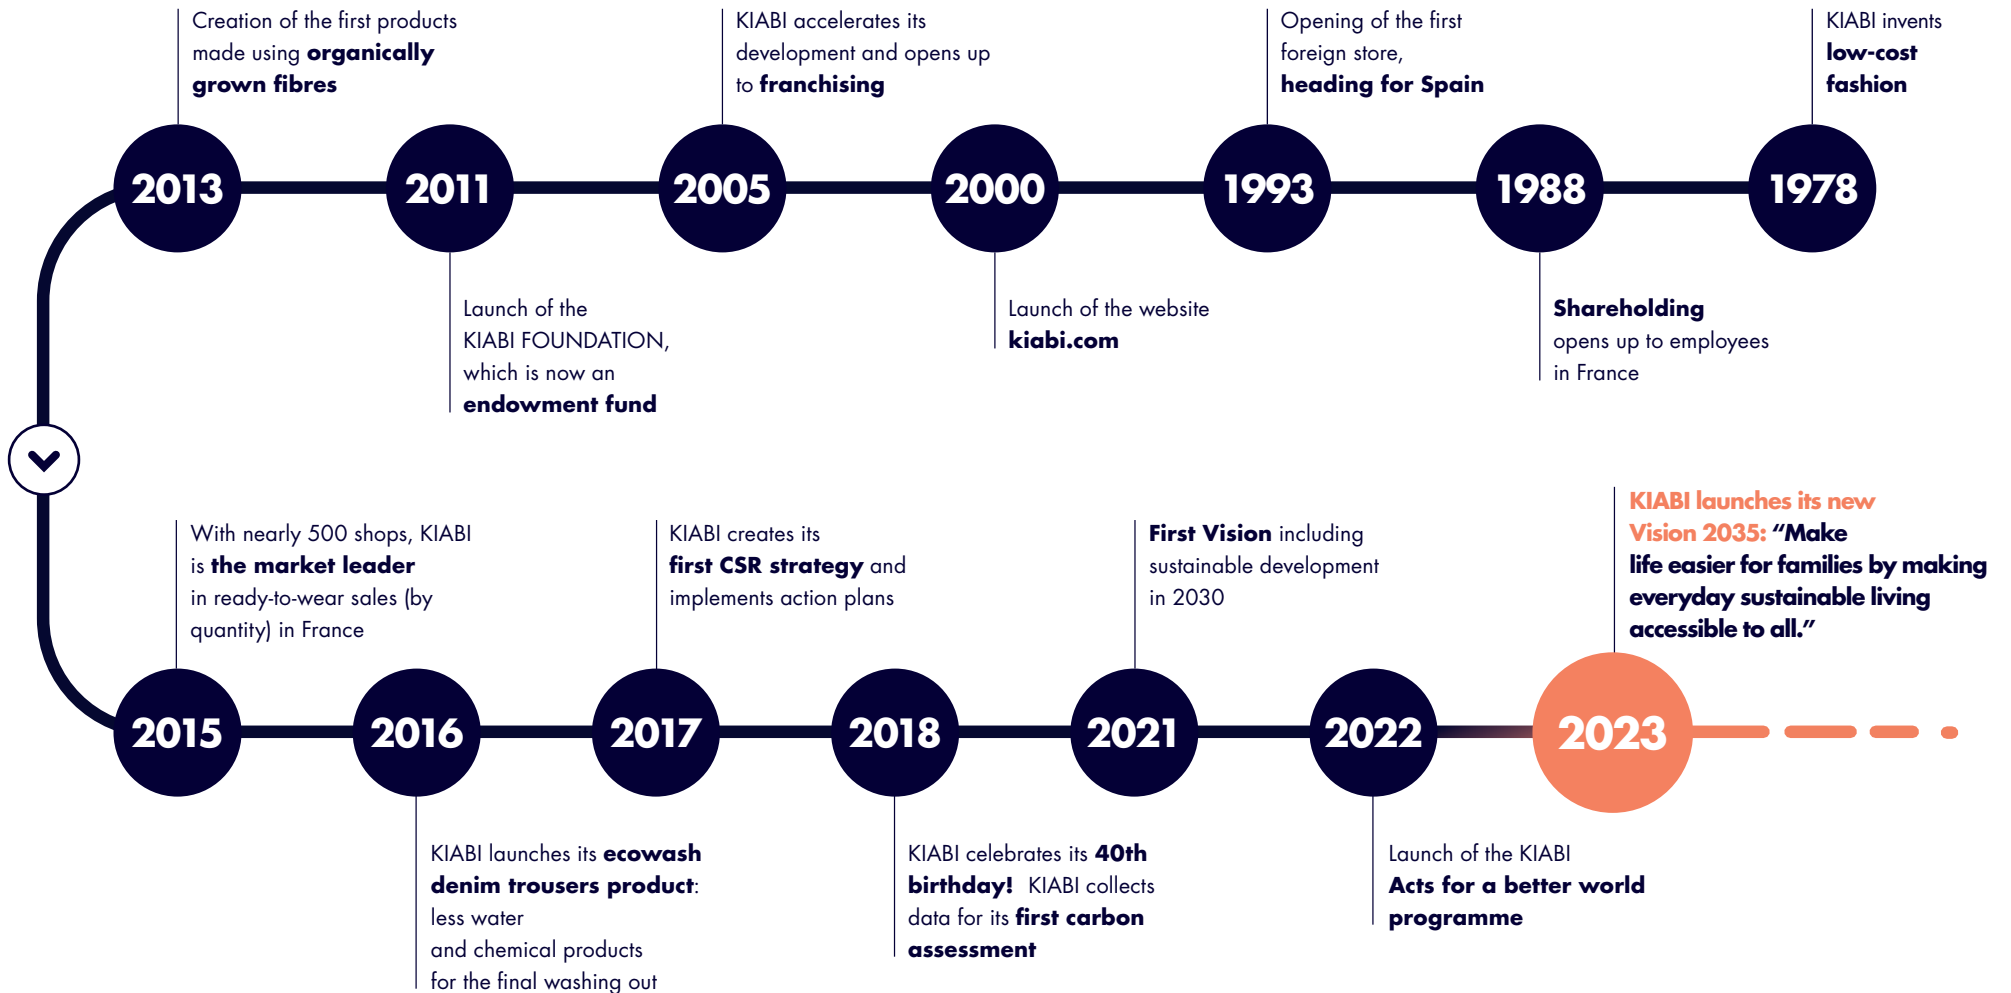 Creation of the first products
made using organically
grown fibres
KIABI accelerates its
development and opens up
to franchising
Opening of the first
foreign store,
heading for Spain
KIABI invents
low-cost
fashion
2013
2011
2005
2000
1993
1988
1978
Launch of the
KIABI FOUNDATION,
which is now an
endowment fund
Launch of the website
kiabi.com
Shareholding
opens up to employees
in France
With nearly 500 shops, KIABI
is the market leader
in ready-to-wear sales (by
quantity) in France
KIABI creates its
first CSR strategy and
implements action plans
First Vision including
sustainable development
in 2030
KIABI launches its new
Vision 2035: “Make
life easier for families by making
everyday sustainable living
accessible to all.”
2015
2016
2017
2018
2021
2022
2023
KIABI launches its ecowash
denim trousers product:
less water
and chemical products
for the final washing out
KIABI celebrates its 40th
birthday! KIABI collects
data for its first carbon
assessment
Launch of the KIABI
Acts for a better world
programme